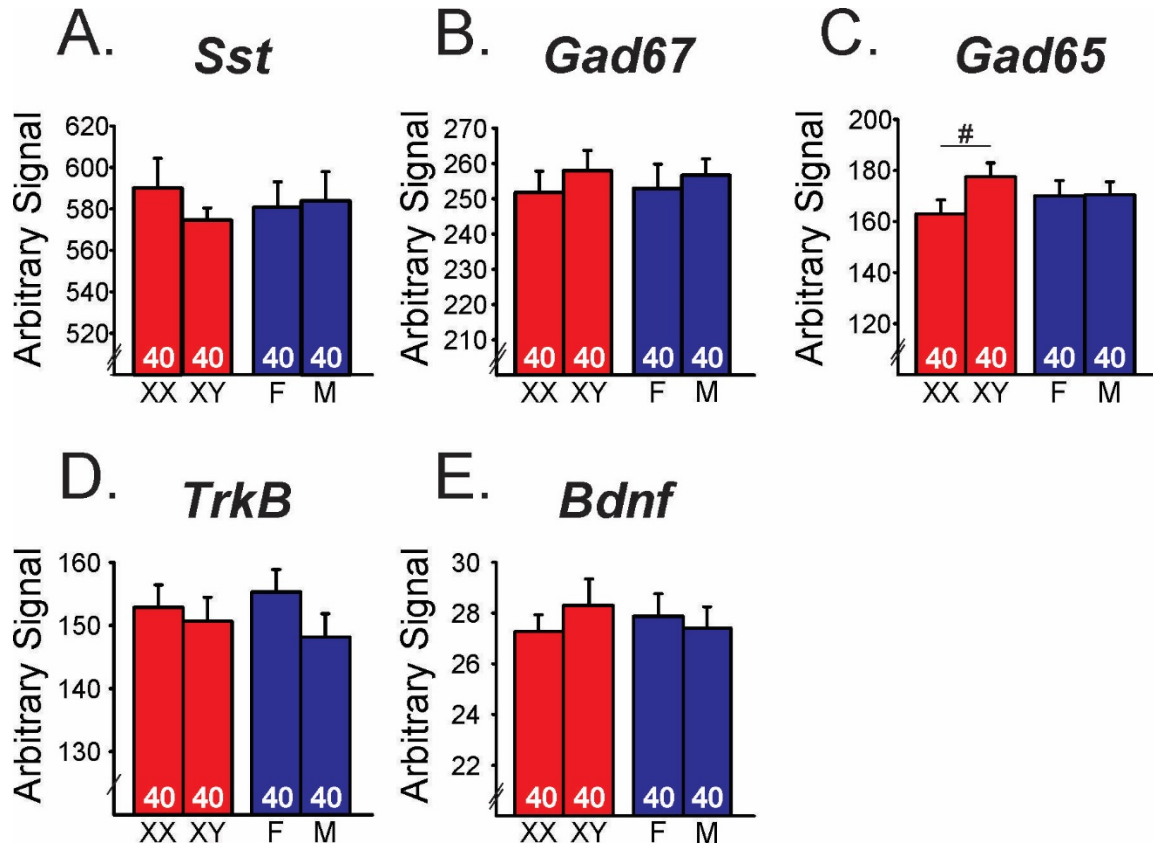 A. Sst
Arbitrary Signal
620
600
580
560
540
520
40 40 40 40
XX XY F M
B. Gad67
Arbitrary Signal
270
260
250
240
230
220
210
40 40 40 40
XX XY F M
C. Gad65
Arbitrary Signal
200
180
160
140
120
#
40 40 40 40
XX XY F M
D. TrkB
Arbitrary Signal
160
150
140
130
40 40 40 40
XX XY F M
E. Bdnf
Arbitrary Signal
30
28
26
24
22
40 40 40 40
XX XY F M